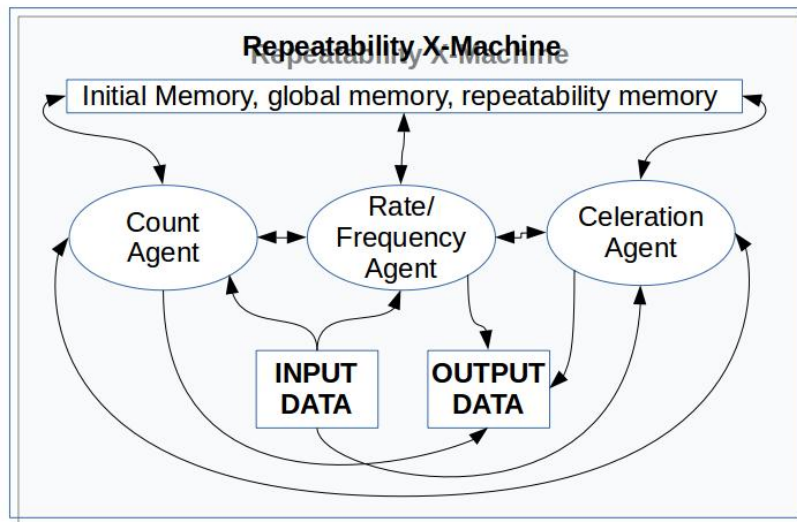 Repeatability X-Machine
Initial Memory, global memory, repeatability memory
Count
Agent
Rate/
Frequency
Agent
Celeration
Agent
INPUT
DATA
OUTPUT
DATA